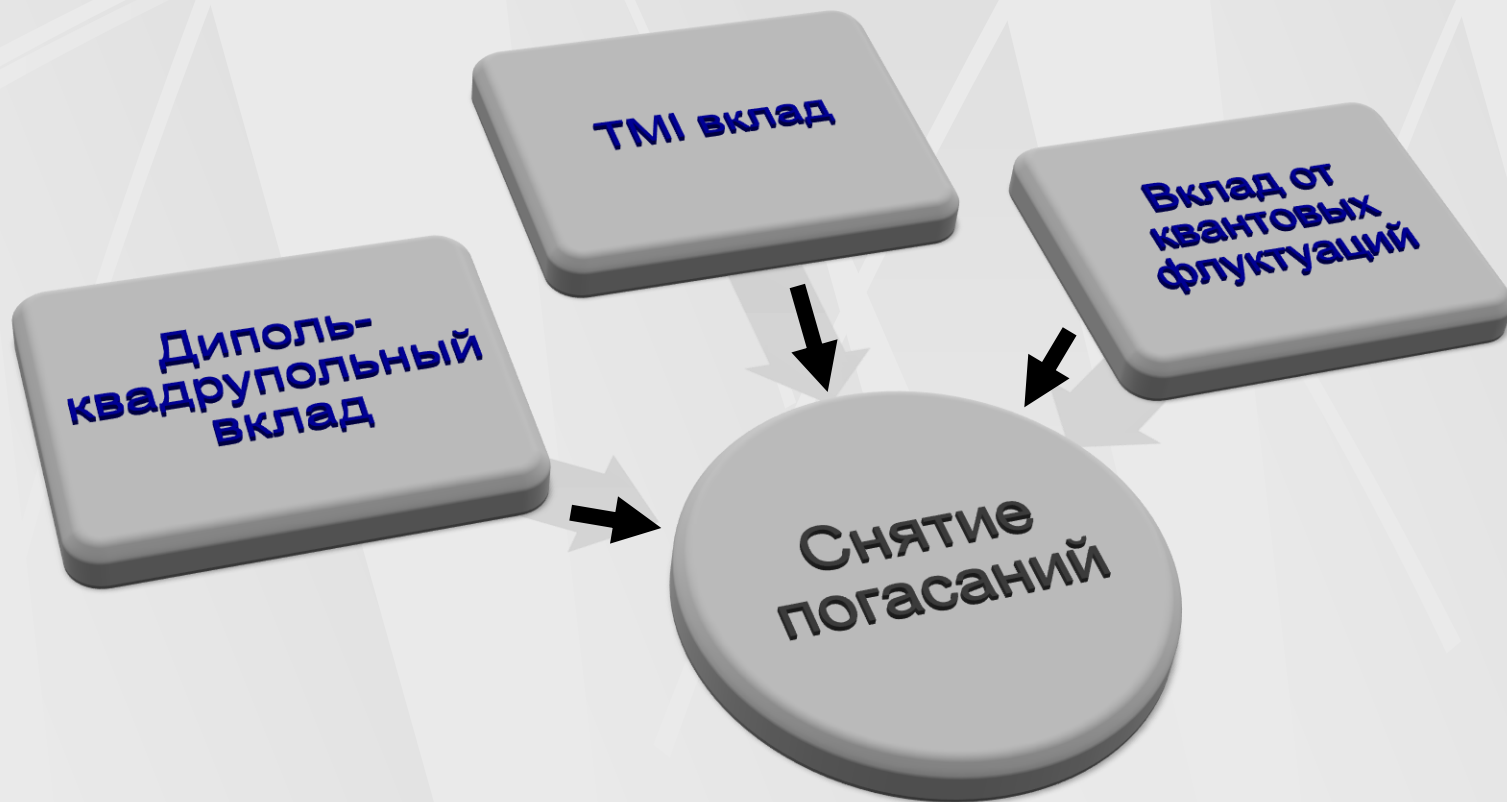 Диполь-
квадрупольный
вклад
TMI вклад
Вклад от
квантовых
флуктуаций
Снятие
погасаний